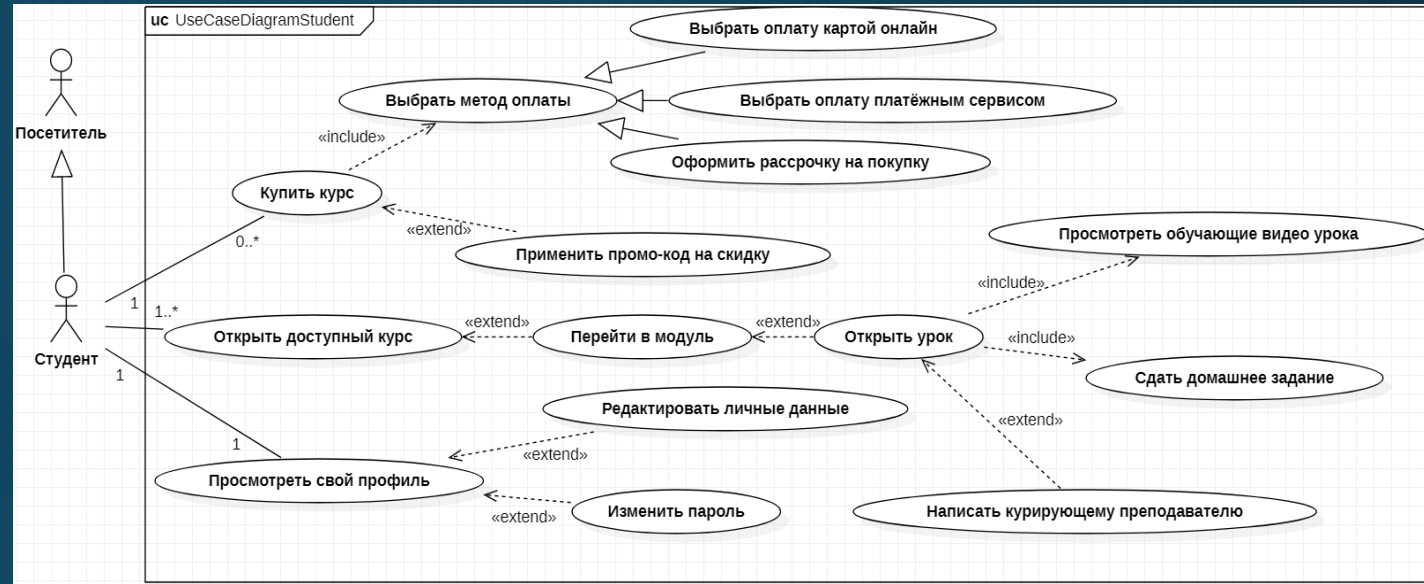 uc UseCaseDiagramStudent
Выбрать оплату картой онлайн
Выбрать метод оплаты
Выбрать оплату платёжным сервисом
Посетитель
«include»
Оформить рассрочку на покупку
Купить курс
«extend»
0..*
Применить промо-код на скидку
Просмотреть обучающие видео урока
«include»
1
1..*
Открыть доступный курс
«extend»
Перейти в модуль
«extend»
Открыть урок
«include»
Студент
1
Сдать домашнее задание
Редактировать личные данные
«extend»
1
«extend»
Просмотреть свой профиль
«extend»
Изменить пароль
Написать курирующему преподавателю